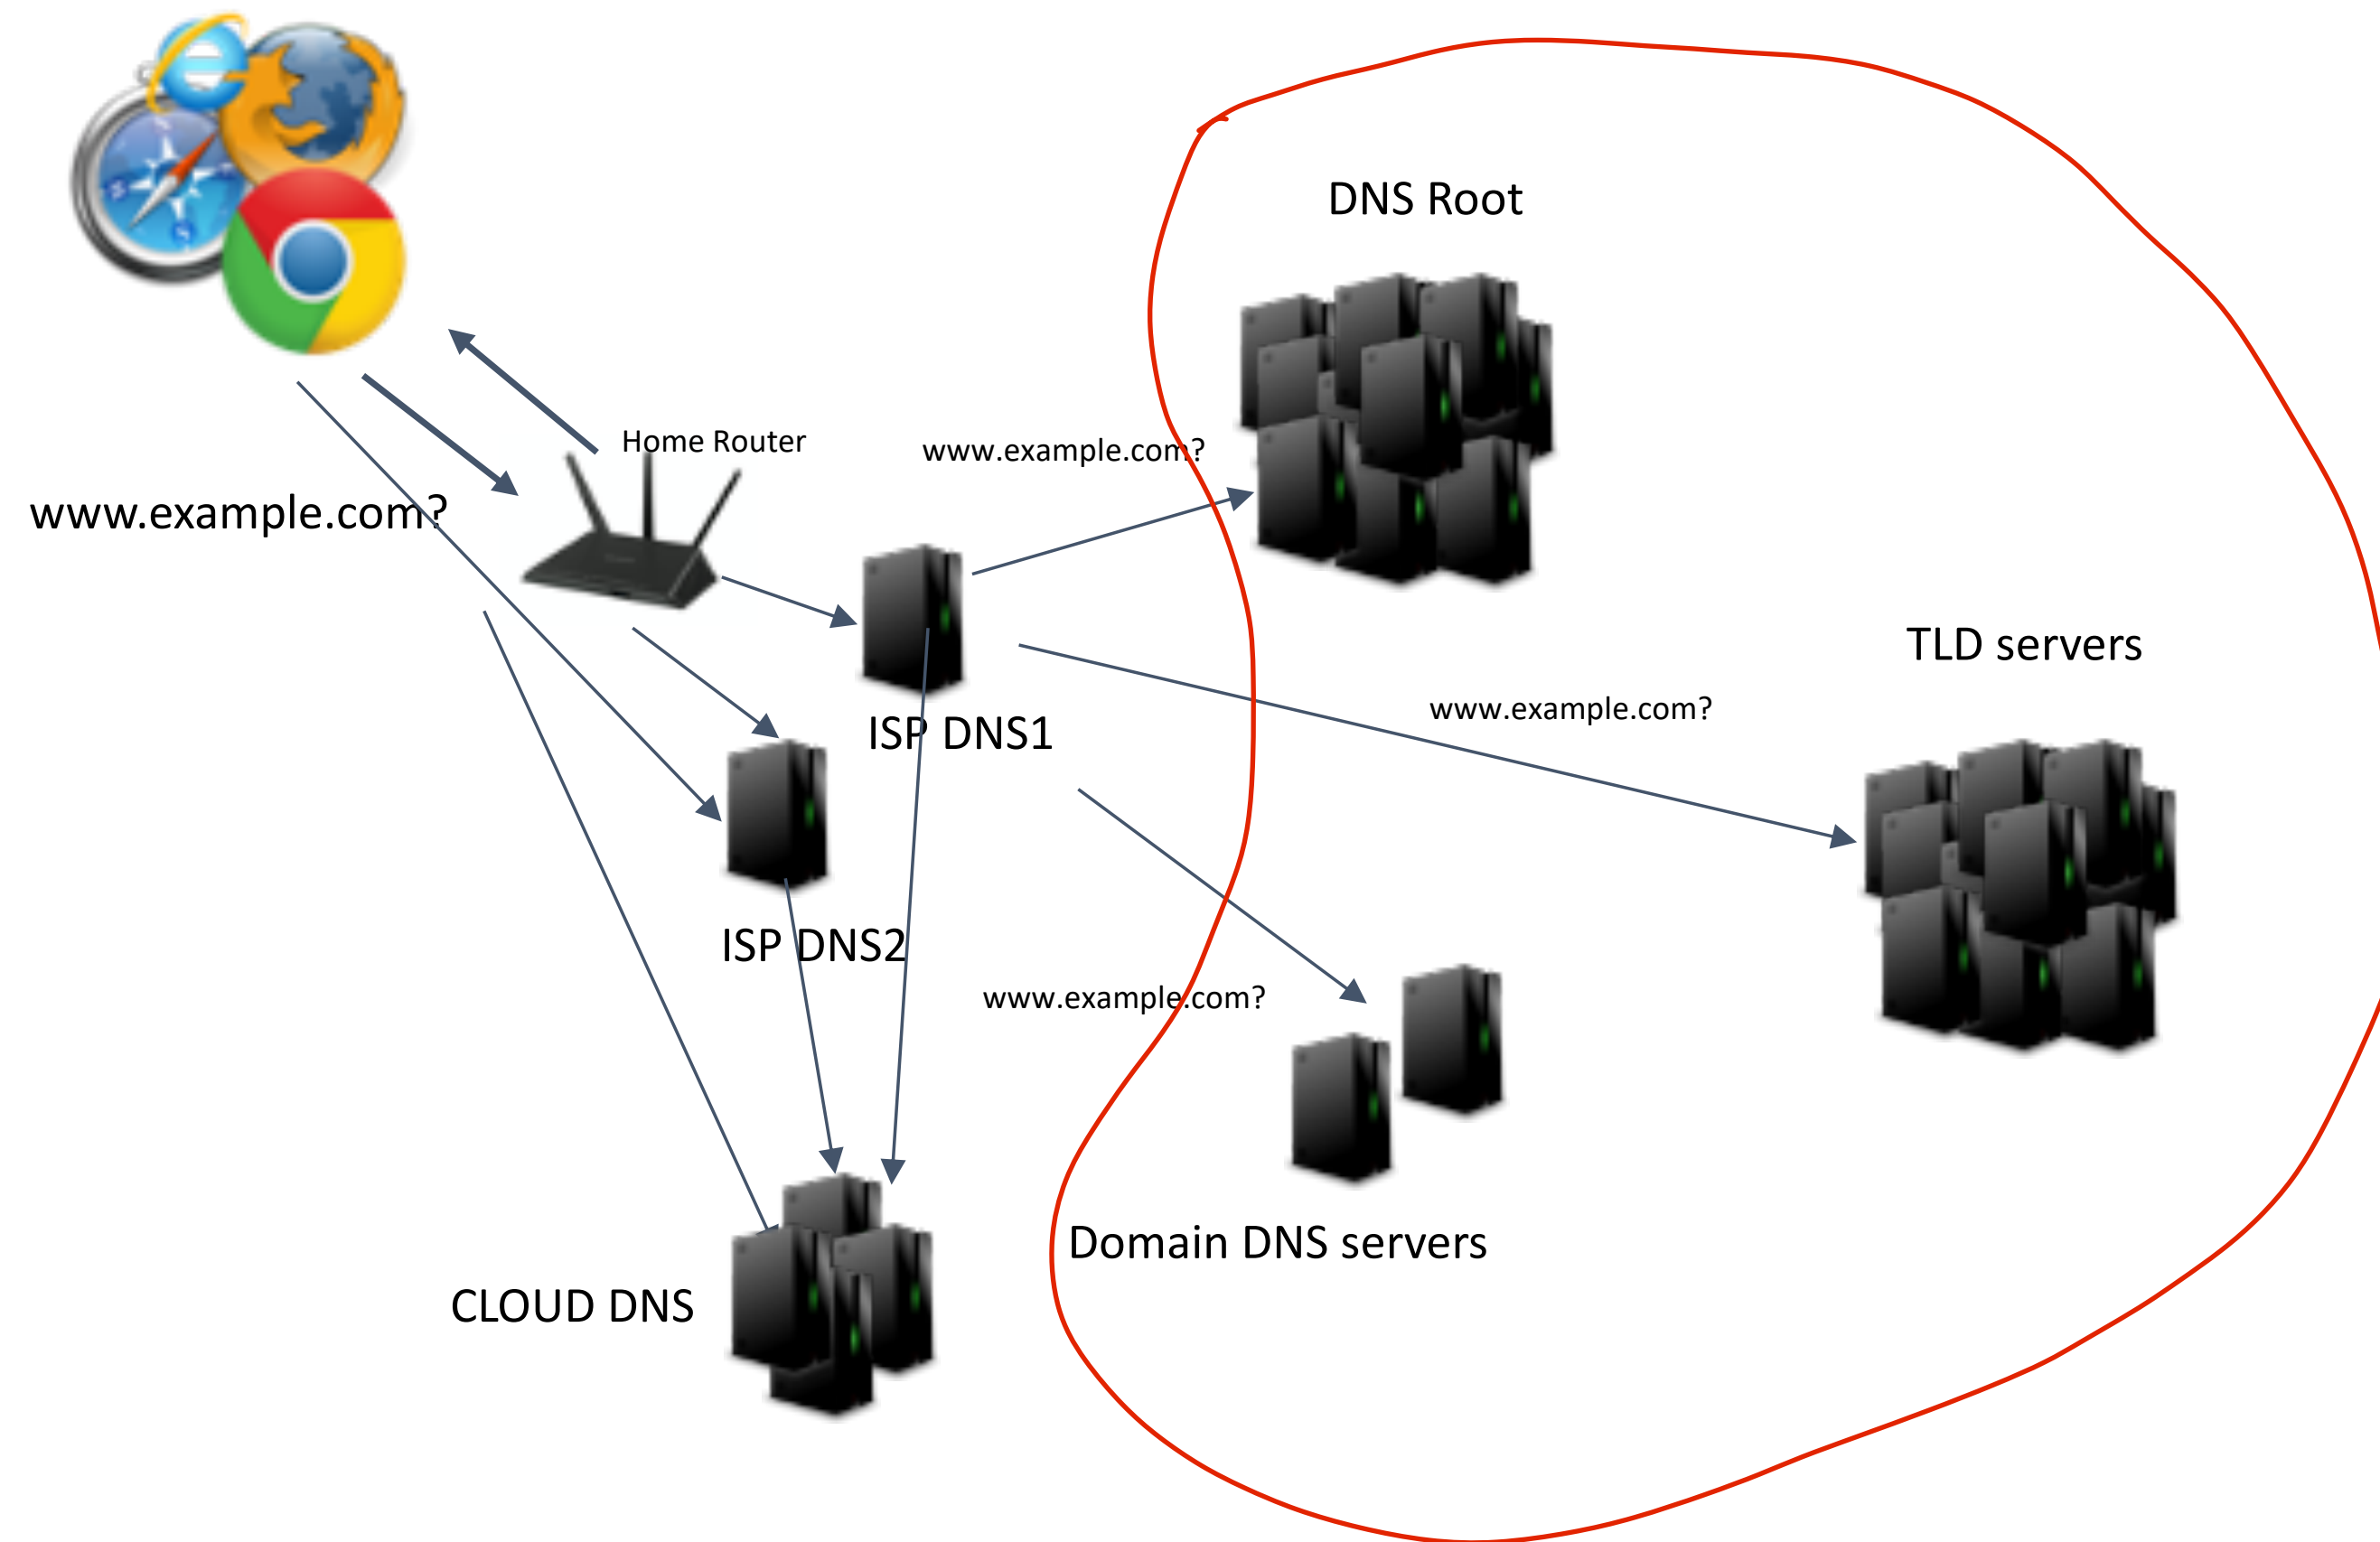 DNS Root
Home Router
www.example.com?
www.example.com?
TLD servers
www.example.com?
ISP DNS1
ISP DNS2
www.example.com?
Domain DNS servers
CLOUD DNS